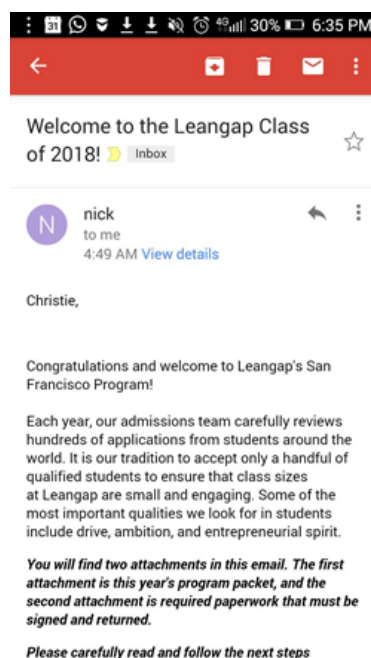 31 4G 30% 6:35 PM
Welcome to the Leangap Class
of 2018! Inbox
N nick
to me
4:49 AM View details
Christie,
Congratulations and welcome to Leangap's San
Francisco Program!
Each year, our admissions team carefully reviews
hundreds of applications from students around the
world. It is our tradition to accept only a handful of
qualified students to ensure that class sizes
at Leangap are small and engaging. Some of the
most important qualities we look for in students
include drive, ambition, and entrepreneurial spirit.
You will find two attachments in this email. The first
attachment is this year's program packet, and the
second attachment is required paperwork that must be
signed and returned.
Please carefully read and follow the next steps